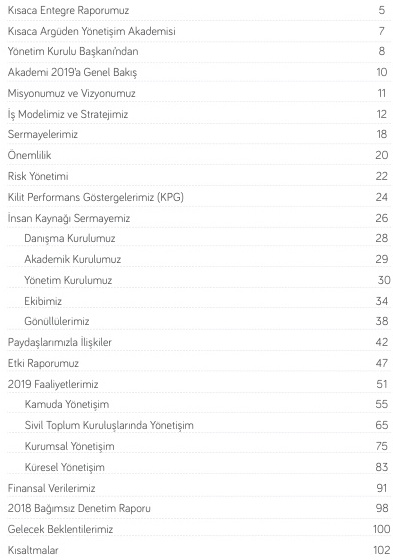 Kısaca Entegre Raporumuz 5
Kısaca Argüden Yönetişim Akademisi 7
Yönetim Kurulu Başkanı'ndan 8
Akademi 2019'a Genel Bakış 10
Misyonumuz ve Vizyonumuz 11
İş Modelimiz ve Stratejimiz 12
Sermayelerimiz 18
Önemlilik 20
Risk Yönetimi 22
Kilit Performans Göstergelerimiz (KPG) 24
İnsan Kaynağı Sermayemiz 26
Danışma Kurulumuz 28
Akademik Kurulumuz 29
Yönetim Kurulumuz 30
Ekibimiz 34
Gönüllülerimiz 38
Paydaşlarımızla İlişkiler 42
Etki Raporumuz 47
2019 Faaliyetlerimiz 51
Kamuda Yönetişim 55
Sivil Toplum Kuruluşlarında Yönetişim 65
Kurumsal Yönetişim 75
Küresel Yönetişim 83
Finansal Verilerimiz 91
2018 Bağımsız Denetim Raporu 98
Gelecek Beklentilerimiz 100
Kısaltmalar 102